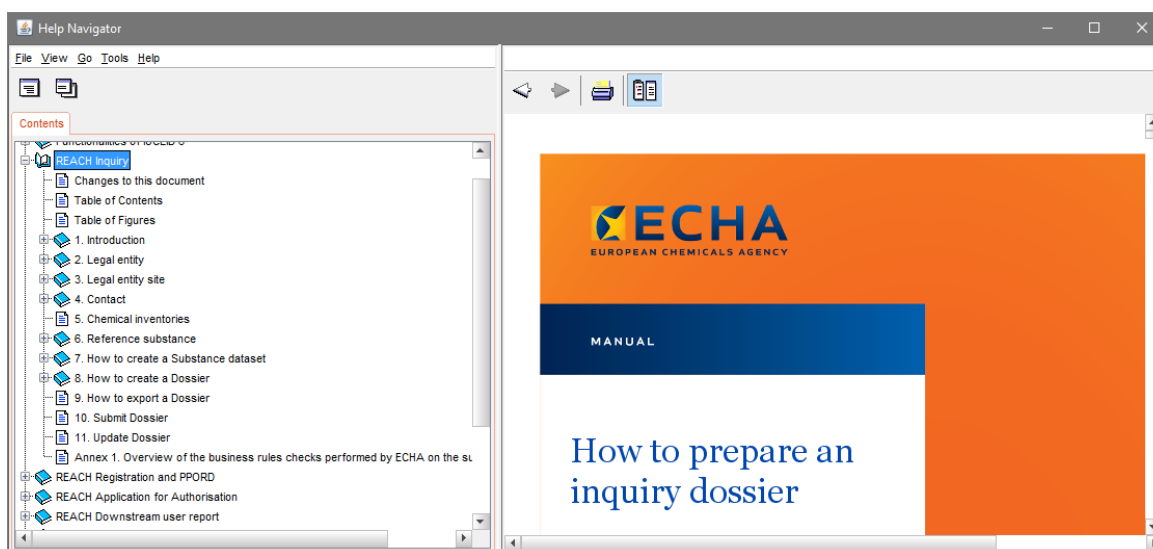 Help Navigator
File View Go Tools Help
Contents
Functionalities of IUCLID 6
REACH Inquiry
Changes to this document
Table of Contents
Table of Figures
1. Introduction
2. Legal entity
3. Legal entity site
4. Contact
5. Chemical inventories
6. Reference substance
7. How to create a Substance dataset
8. How to create a Dossier
9. How to export a Dossier
10. Submit Dossier
11. Update Dossier
Annex 1. Overview of the business rules checks performed by ECHA on the su
REACH Registration and PPORD
REACH Application for Authorisation
REACH Downstream user report
ECHA
EUROPEAN CHEMICALS AGENCY
MANUAL
How to prepare an
inquiry dossier